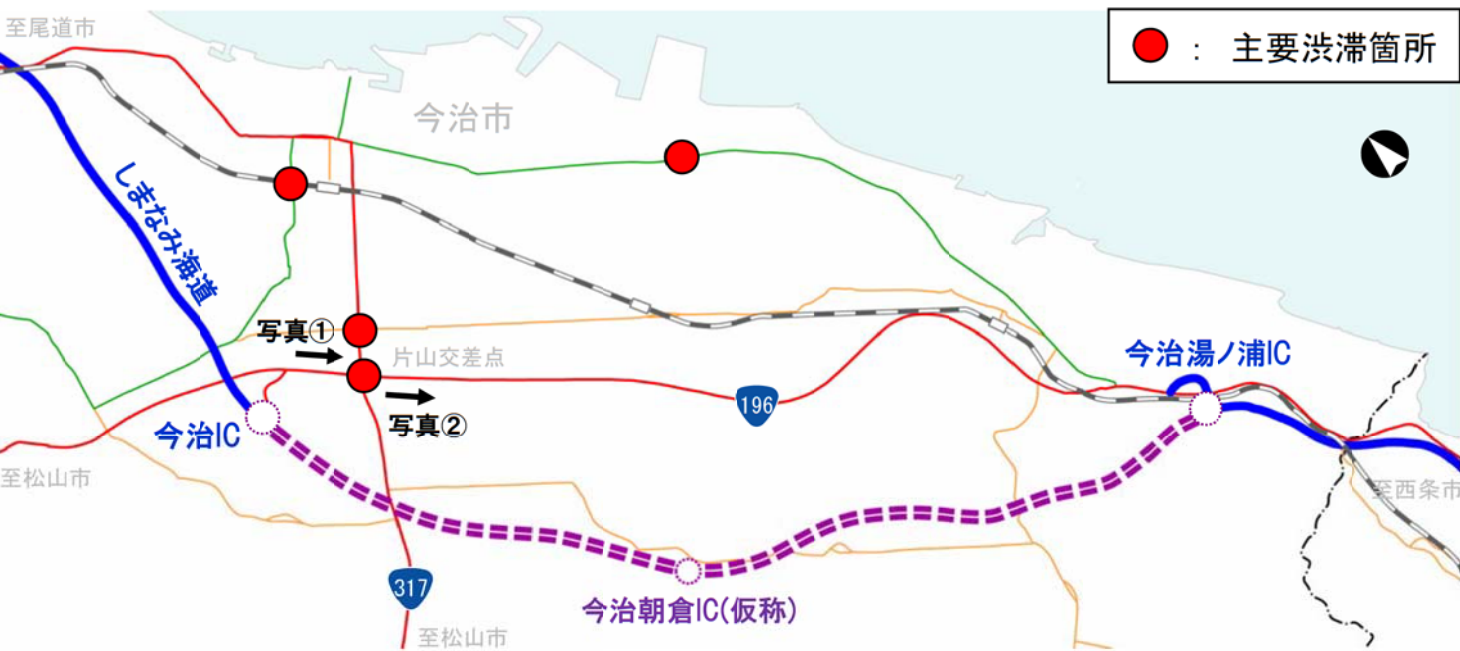 至尾道市
● : 主要渋滞箇所
今治市
しまなみ海道
写真①
片山交差点
今治湯ノ浦IC
196
写真②
今治IC
至松山市
至西条市
317
今治朝倉IC(仮称)
至松山市